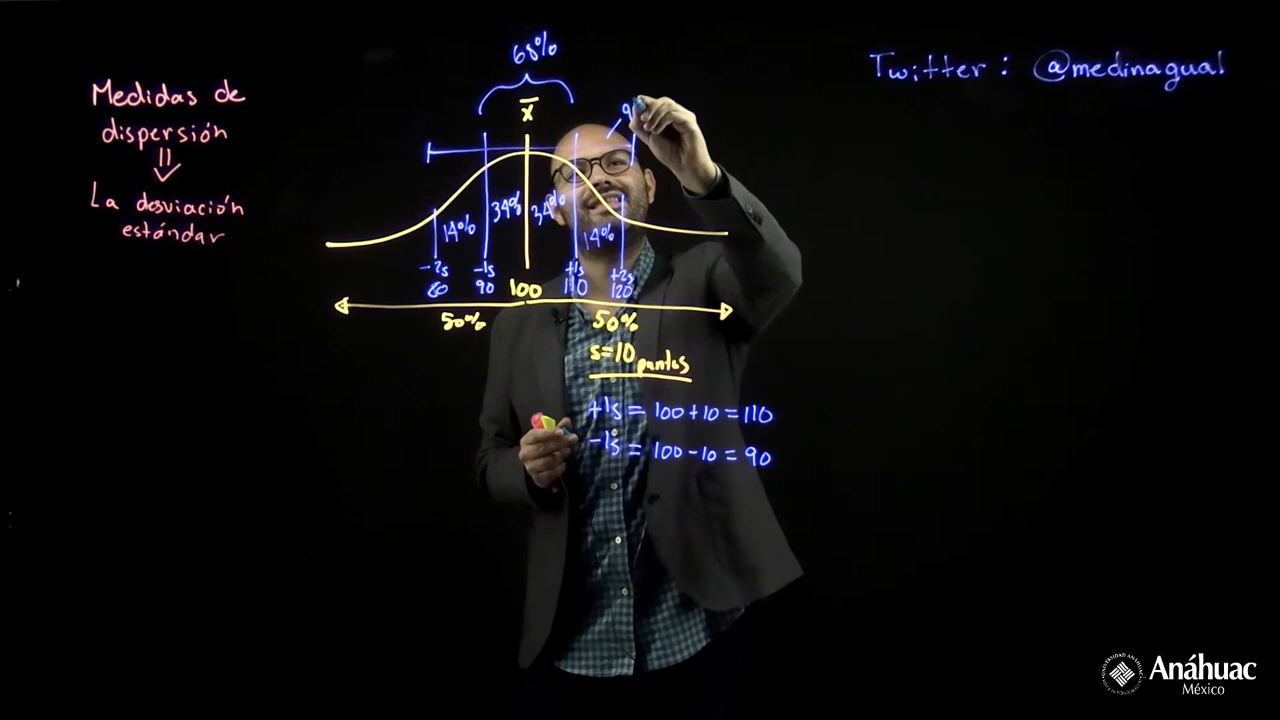 Medidas de
dispersión
La desviación
estándar
Twitter: @medinagual
68%
x̄
9
14% 34% 34% 14%
-2s -1s +1s +2s
80 90 100 110 120
50% 50%
s=10 puntos
+1s = 100+10=110
-1s = 100-10=90
Anáhuac
México